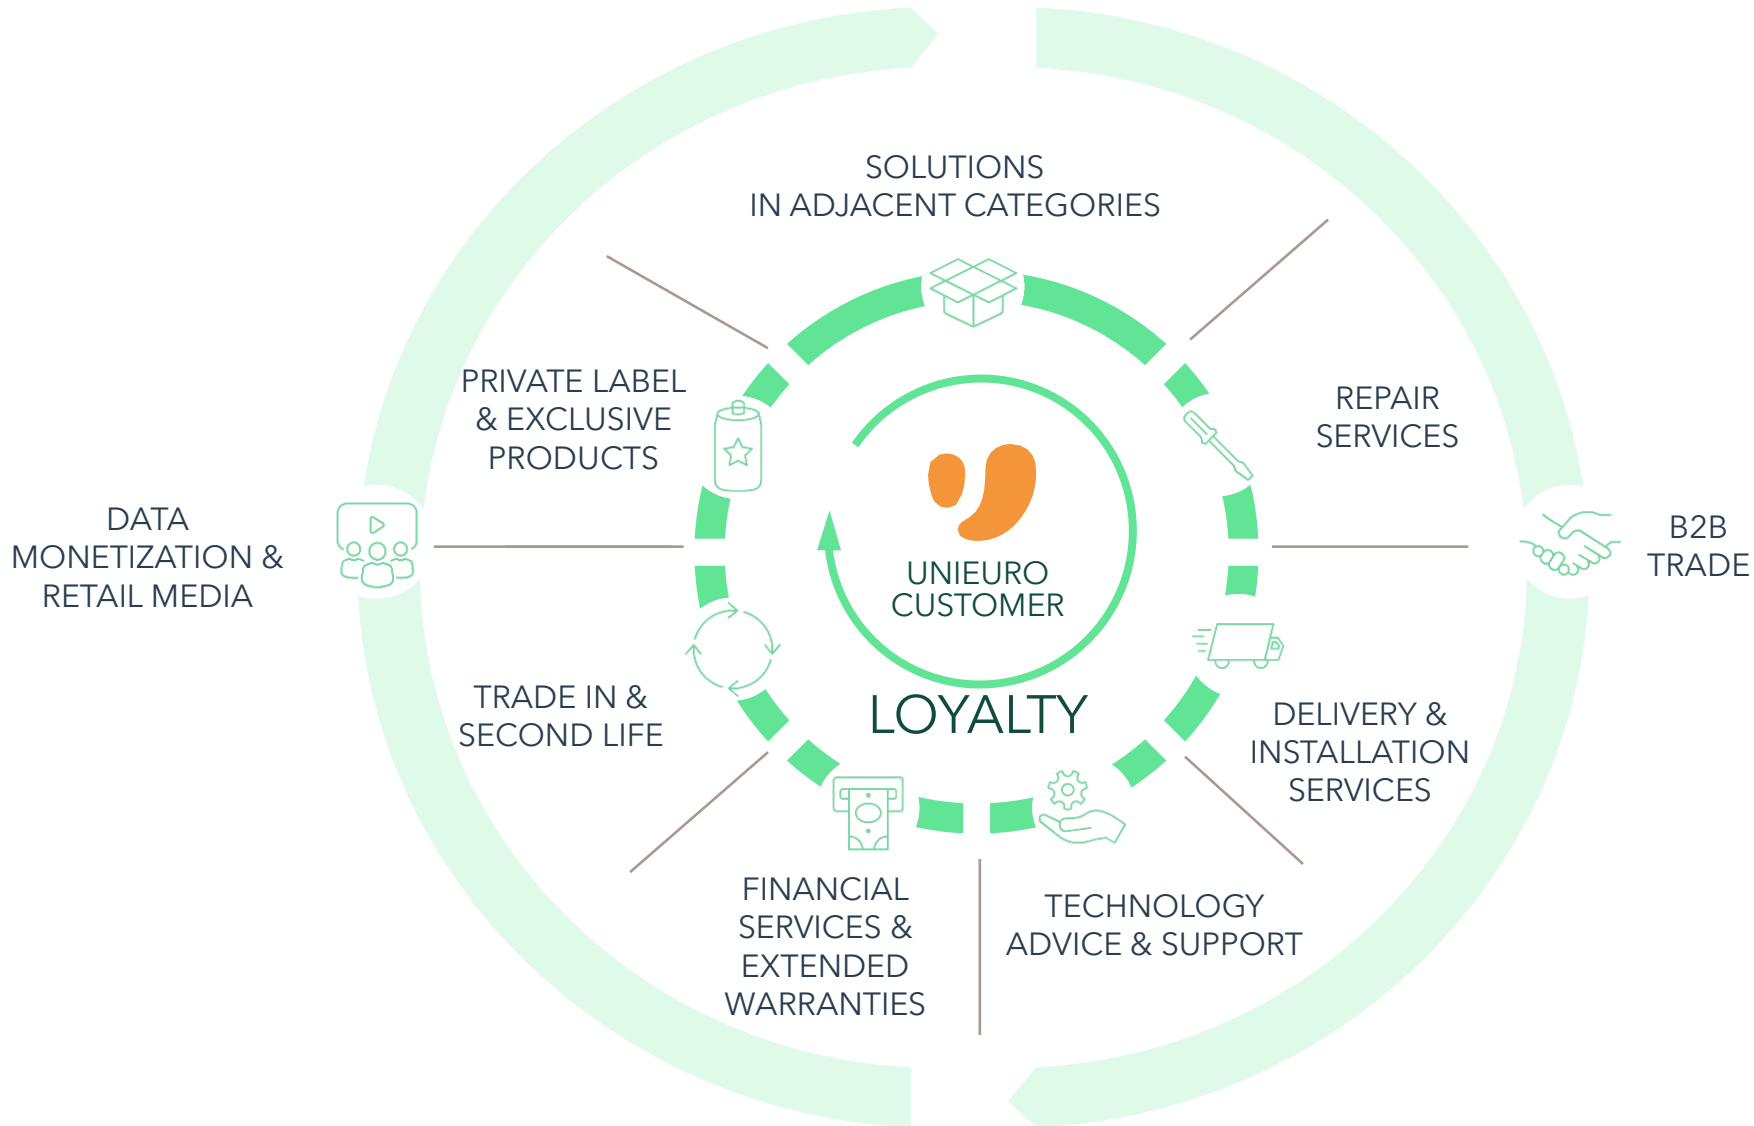 SOLUTIONS
IN ADJACENT CATEGORIES
PRIVATE LABEL
& EXCLUSIVE
PRODUCTS
REPAIR
SERVICES
DATA
MONETIZATION &
RETAIL MEDIA
B2B
TRADE
UNIEURO
CUSTOMER
LOYALTY
TRADE IN &
SECOND LIFE
DELIVERY &
INSTALLATION
SERVICES
FINANCIAL
SERVICES &
EXTENDED
WARRANTIES
TECHNOLOGY
ADVICE & SUPPORT